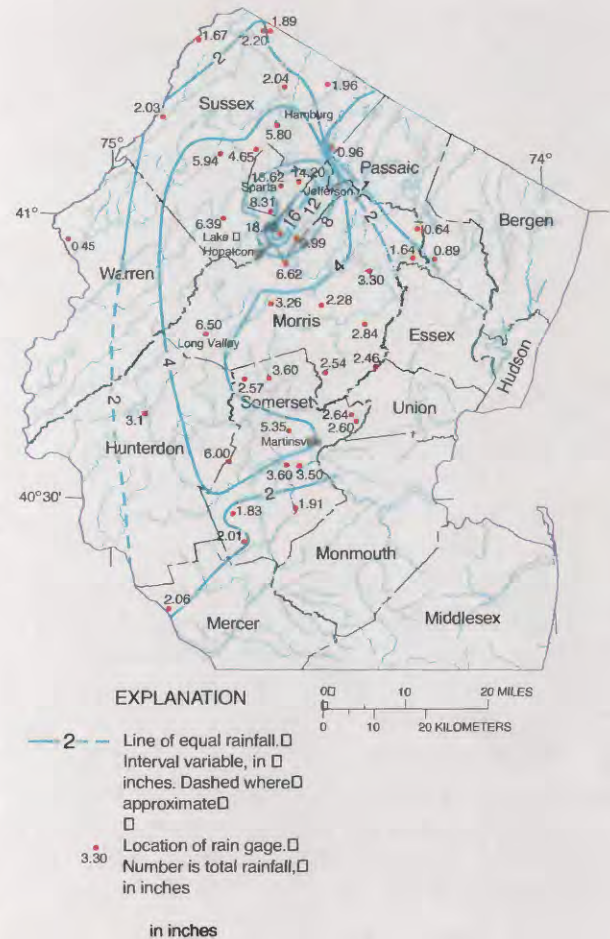 1.89
1.67
2.20
2
2.04
1.96
Sussex
2.03
Hamburg
5.80
75°
0.96
5.94
4.65
Passaic
74°
14.20
Sparta
Jefferson
8.31
16
12
8
2
41°
6.39
18.
Bergen
0.64
0.45
Lake □
Hopatcon
1.64
0.89
Warren
6.62
4
3.30
3.26
2.28
Morris
6.50
Essex
Long Valley
2.84
4
Hudson
2.54
2.46
2.57
3.60
2
Somerset
Union
3.1
2.64
2.60
5.35
Martinsv
Hunterdon
6.00
3.60
3.50
40°30'
2
1.83
1.91
2.01
Monmouth
2.06
Mercer
Middlesex
EXPLANATION
0□ 10 20 MILES
0 10 20 KILOMETERS
2
Line of equal rainfall.□
Interval variable, in □
inches. Dashed where□
approximate□
□
Location of rain gage.□
3.30
Number is total rainfall,□
in inches
in inches